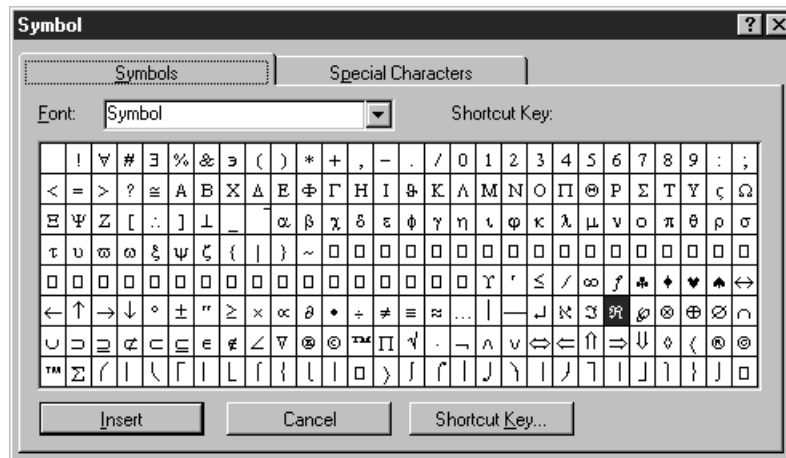 Symbol ? X
Symbols Special Characters
Font: Symbol Shortcut Key:
! ∀ # ∃ % & ∍ ( ) * + , − . / 0 1 2 3 4 5 6 7 8 9 : ;
< = > ? ≅ Α Β Χ Δ Ε Φ Γ Η Ι ϑ Κ Λ Μ Ν Ο Π Θ Ρ Σ Τ Υ ς Ω
Ξ Ψ Ζ [ ∴ ] ⊥ _ ‾ α β χ δ ε φ γ η ι ϕ κ λ μ ν ο π θ ρ σ
τ υ ϖ ω ξ ψ ζ { | } ~ □ □ □ □ □ □ □ □ □ □ □ □ □ □ □ □ □
□ □ □ □ □ □ □ □ □ □ □ □ □ □ □ □ □ ϒ ′ ≤ ⁄ ∞ ƒ ♣ ♦ ♥ ♠ ↔
← ↑ → ↓ ° ± ″ ≥ × ∝ ∂ • ÷ ≠ ≡ ≈ … | — ↵ ℵ ℑ ℜ ℘ ⊗ ⊕ ∅ ∩
∪ ⊃ ⊇ ⊄ ⊂ ⊆ ∈ ∉ ∠ ∇ ® © ™ ∏ √ ⋅ ¬ ∧ ∨ ⇔ ⇐ ⇑ ⇒ ⇓ ◊ 〈 ® ©
™ ∑ ⎛ ⎜ ⎝ ⎡ ⎢ ⎣ ⎧ ⎨ ⎩ ⎪ □ 〉 ∫ ⌠ ⎮ ⌡ ⎞ ⎟ ⎠ ⎤ ⎥ ⎦ ⎫ ⎬ ⎭ □
Insert Cancel Shortcut Key...